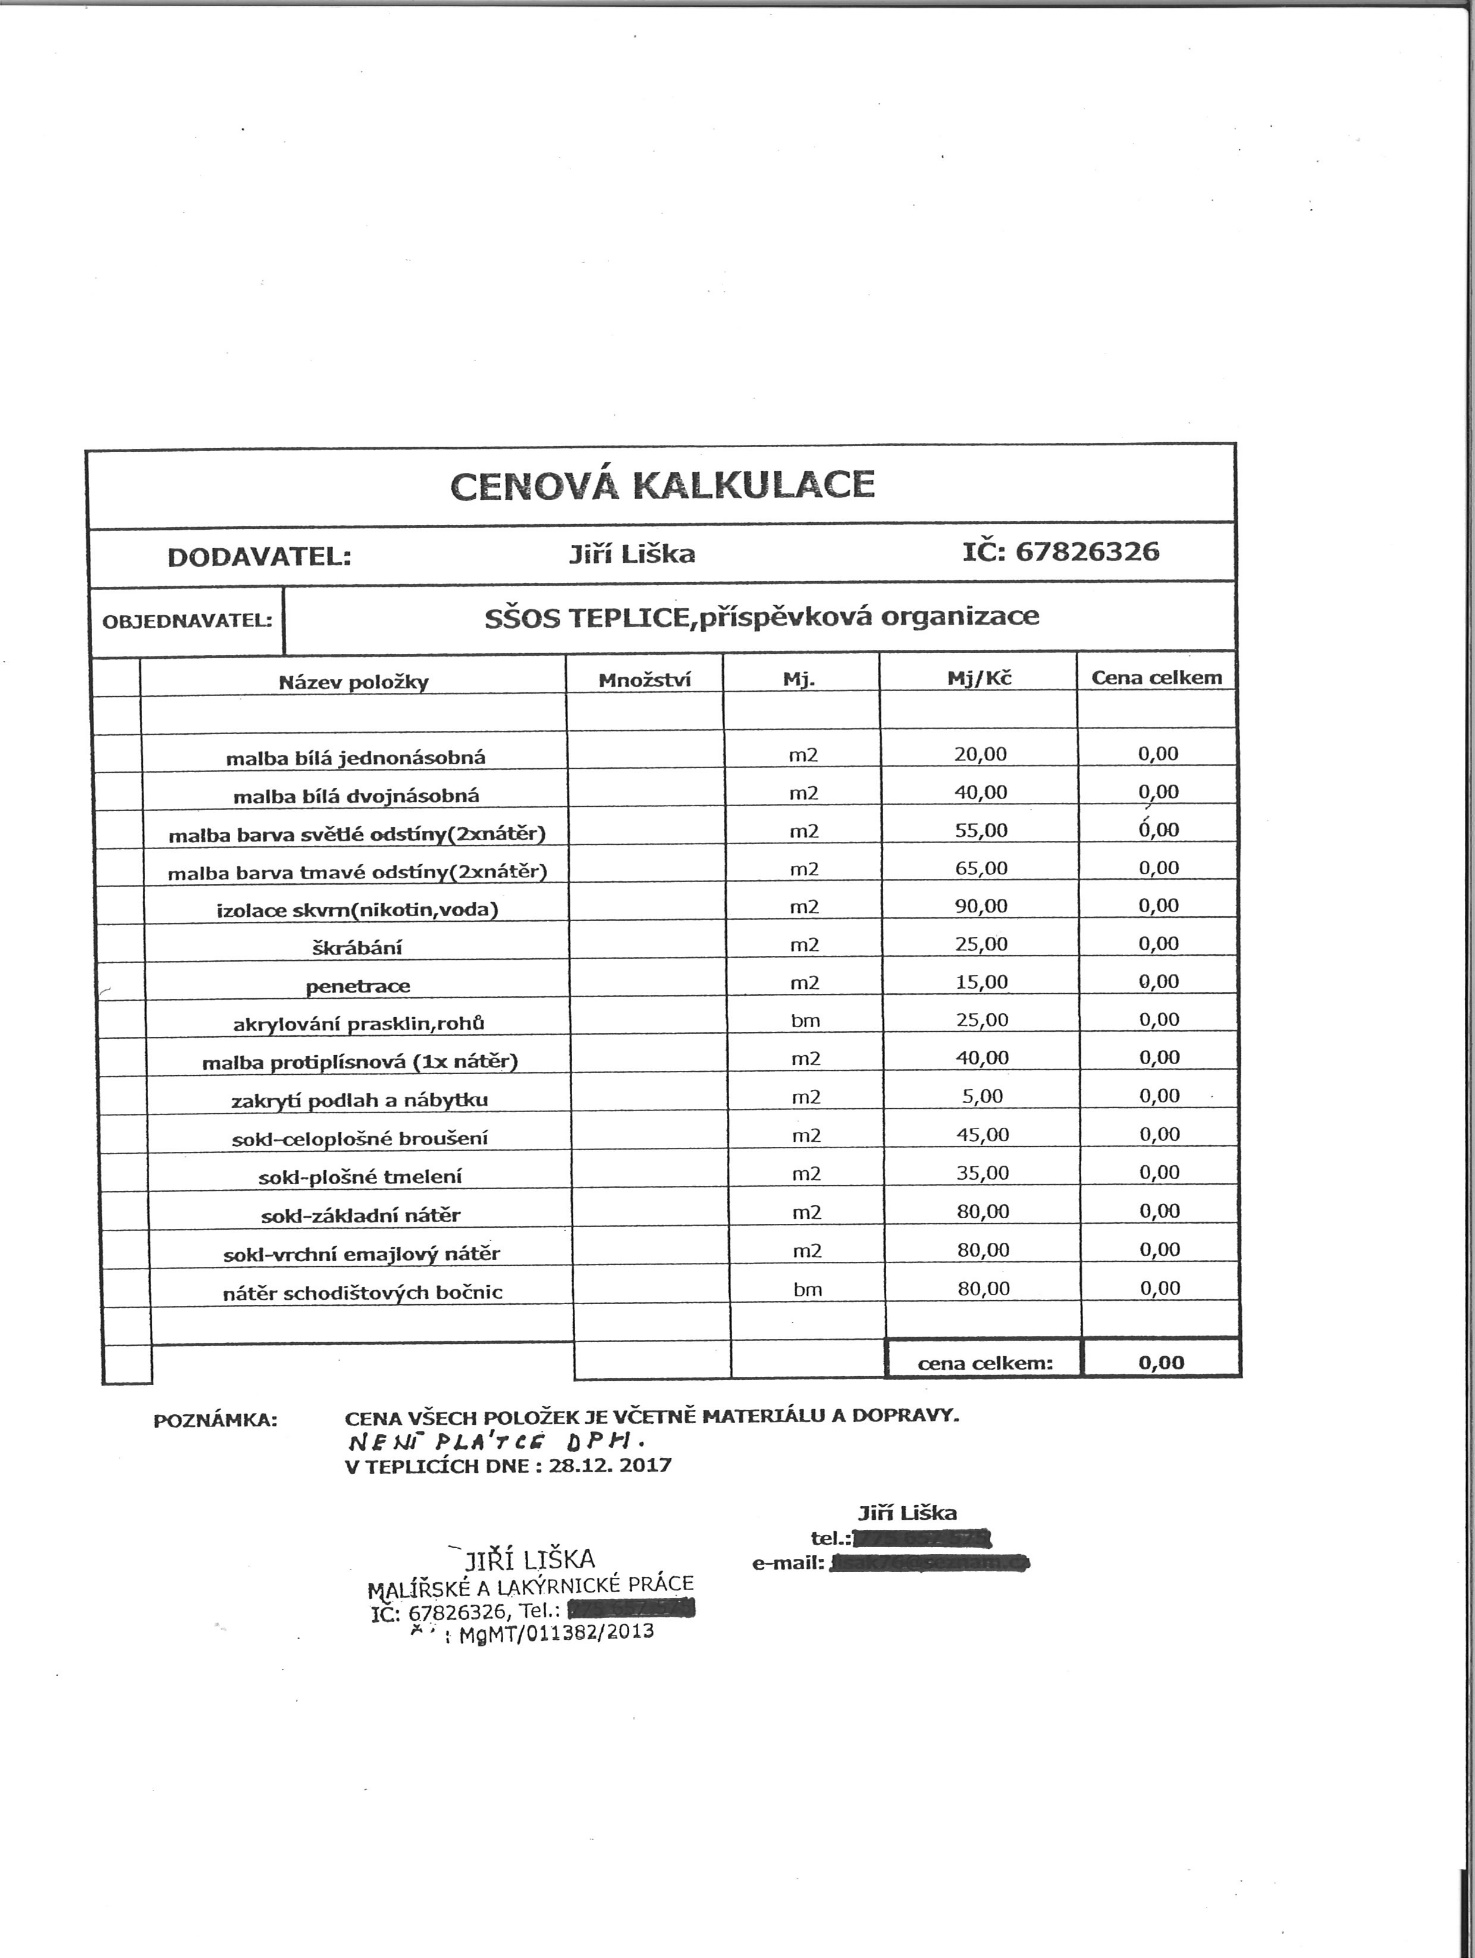 CENOVÁ KALKULACE
DODAVATEL: Jiří Liška IČ: 67826326
OBJEDNAVATEL: SŠOS TEPLICE,příspěvková organizace
Název položky Množství Mj. Mj/Kč Cena celkem
malba bílá jednonásobná m2 20,00 0,00
malba bílá dvojnásobná m2 40,00 0,00
malba barva světlé odstíny(2xnátěr) m2 55,00 0,00
malba barva tmavé odstíny(2xnátěr) m2 65,00 0,00
izolace skvrn(nikotin,voda) m2 90,00 0,00
škrábání m2 25,00 0,00
penetrace m2 15,00 0,00
akrylování prasklin,rohů bm 25,00 0,00
malba protiplísnová (1x nátěr) m2 40,00 0,00
zakrytí podlah a nábytku m2 5,00 0,00
sokl-celoplošné broušení m2 45,00 0,00
sokl-plošné tmelení m2 35,00 0,00
sokl-základní nátěr m2 80,00 0,00
sokl-vrchní emajlový nátěr m2 80,00 0,00
nátěr schodištových bočnic bm 80,00 0,00
cena celkem: 0,00
POZNÁMKA: CENA VŠECH POLOŽEK JE VČETNĚ MATERIÁLU A DOPRAVY.
NENÍ PLÁTCE DPH.
V TEPLICÍCH DNE : 28.12. 2017
Jiří Liška
tel.:
e-mail:
JIŘÍ LIŠKA
MALÍŘSKÉ A LAKÝRNICKÉ PRÁCE
IČ: 67826326, Tel.:
: MgMT/011382/2013